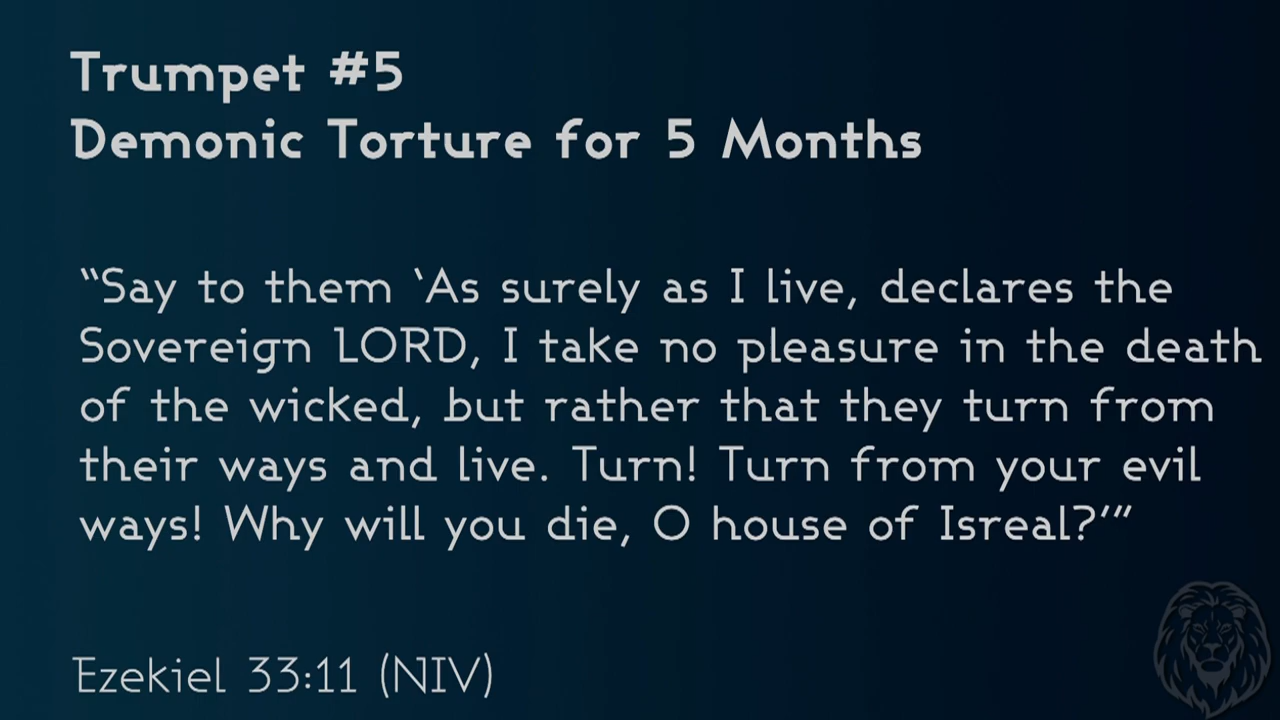 Trumpet #5
Demonic Torture for 5 Months
“Say to them ‘As surely as I live, declares the
Sovereign LORD, I take no pleasure in the death
of the wicked, but rather that they turn from
their ways and live. Turn! Turn from your evil
ways! Why will you die, O house of Isreal?’”
Ezekiel 33:11 (NIV)